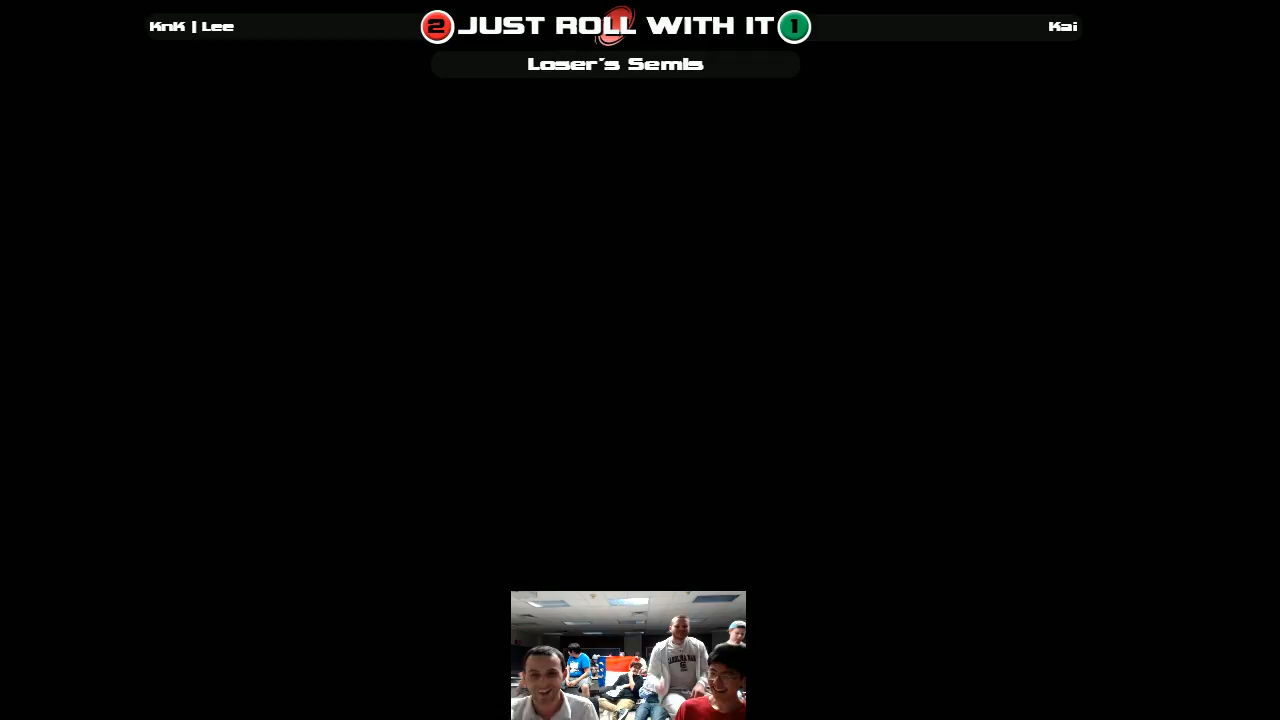 KnK | Lee
2
JUST ROLL WITH IT
1
Kai
Loser's Semis